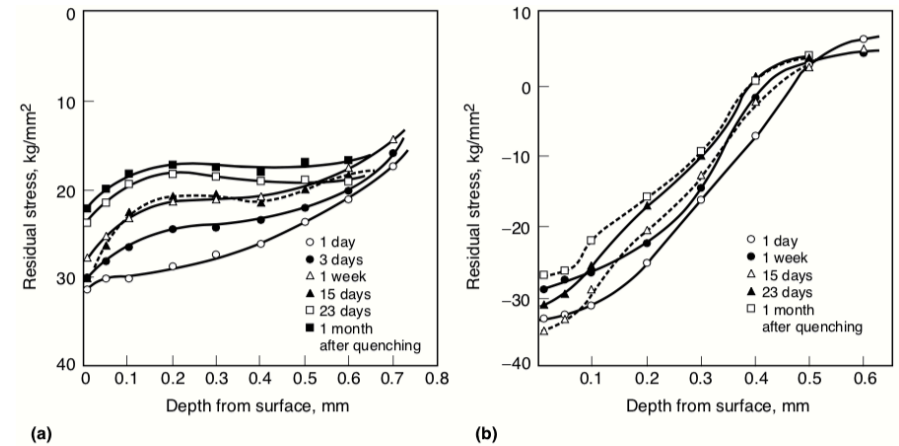 0
10
20
30
40
Residual stress, kg/mm2
0
0.1
0.2
0.3
0.4
0.5
0.6
0.7
0.8
Depth from surface, mm
1 day
3 days
1 week
15 days
23 days
1 month
after quenching
(a)
10
0
−10
−20
−30
−40
Residual stress, kg/mm2
0.1
0.2
0.3
0.4
0.5
0.6
Depth from surface, mm
1 day
1 week
15 days
23 days
1 month
after quenching
(b)